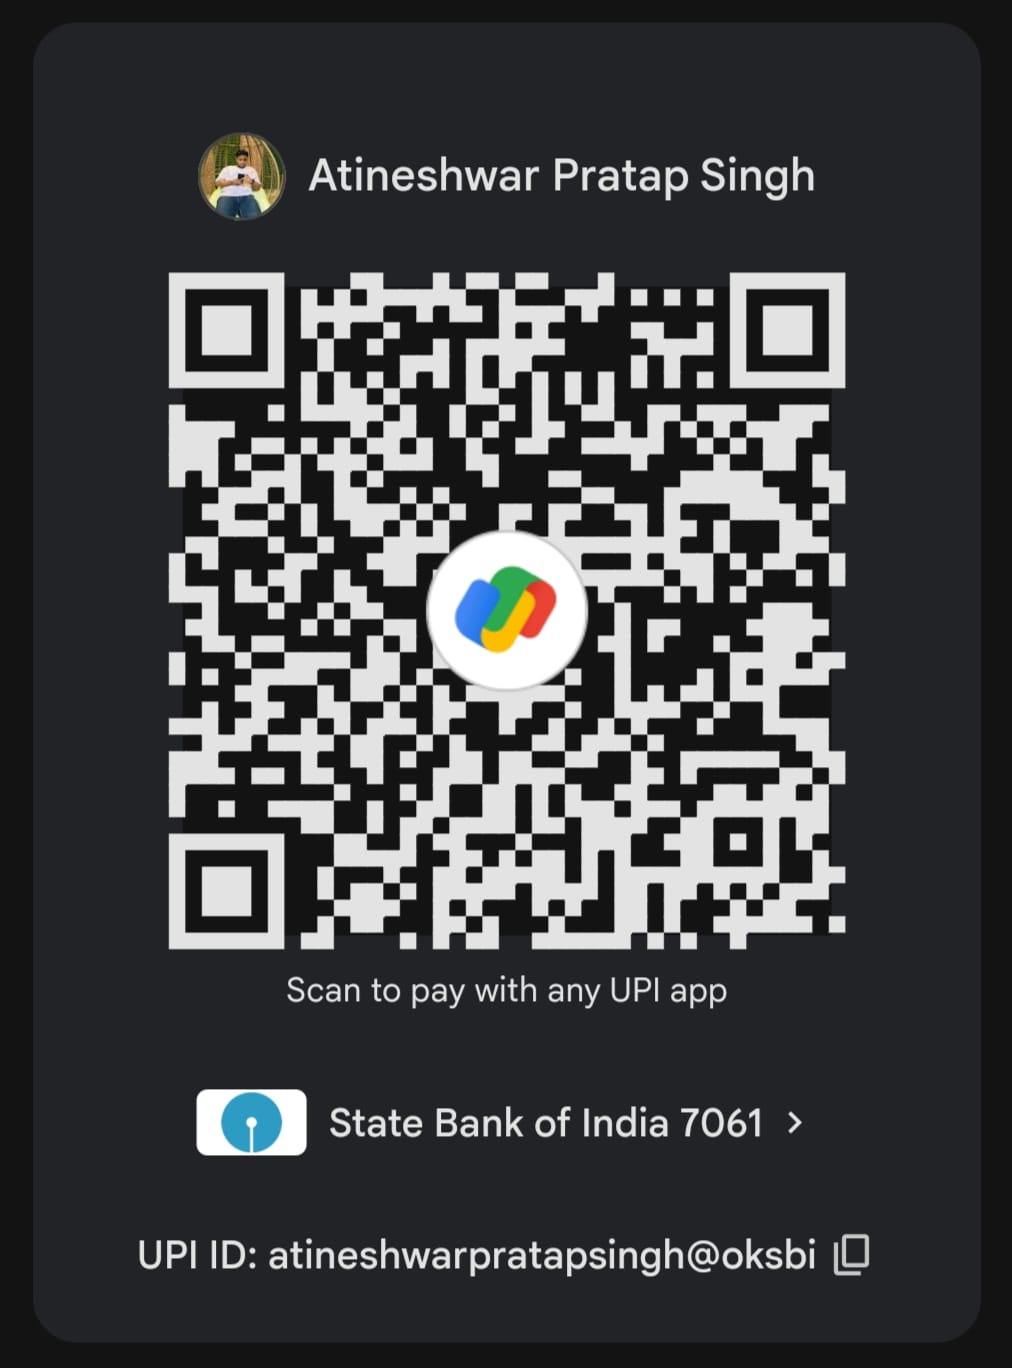 Atineshwar Pratap Singh
Scan to pay with any UPI app
State Bank of India 7061
UPI ID: atineshwarpratapsingh@oksbi